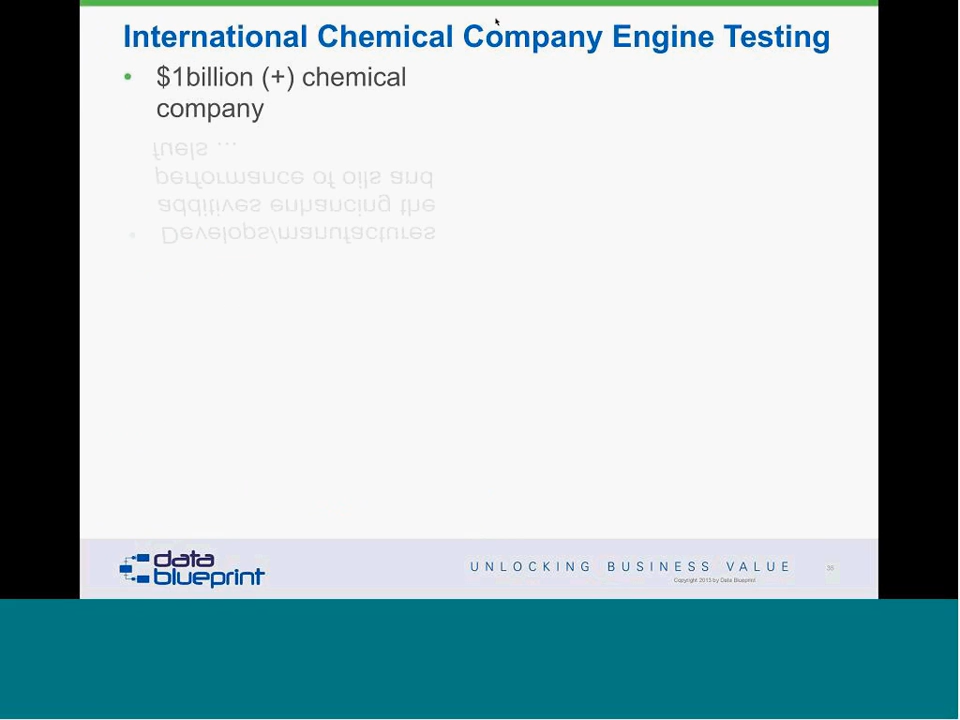 International Chemical Company Engine Testing
• $1billion (+) chemical
company
• Develops/manufactures
additives enhancing the
performance of oils and
fuels ...
data
blueprint
UNLOCKING BUSINESS VALUE
Copyright 2015 by Data Blueprint